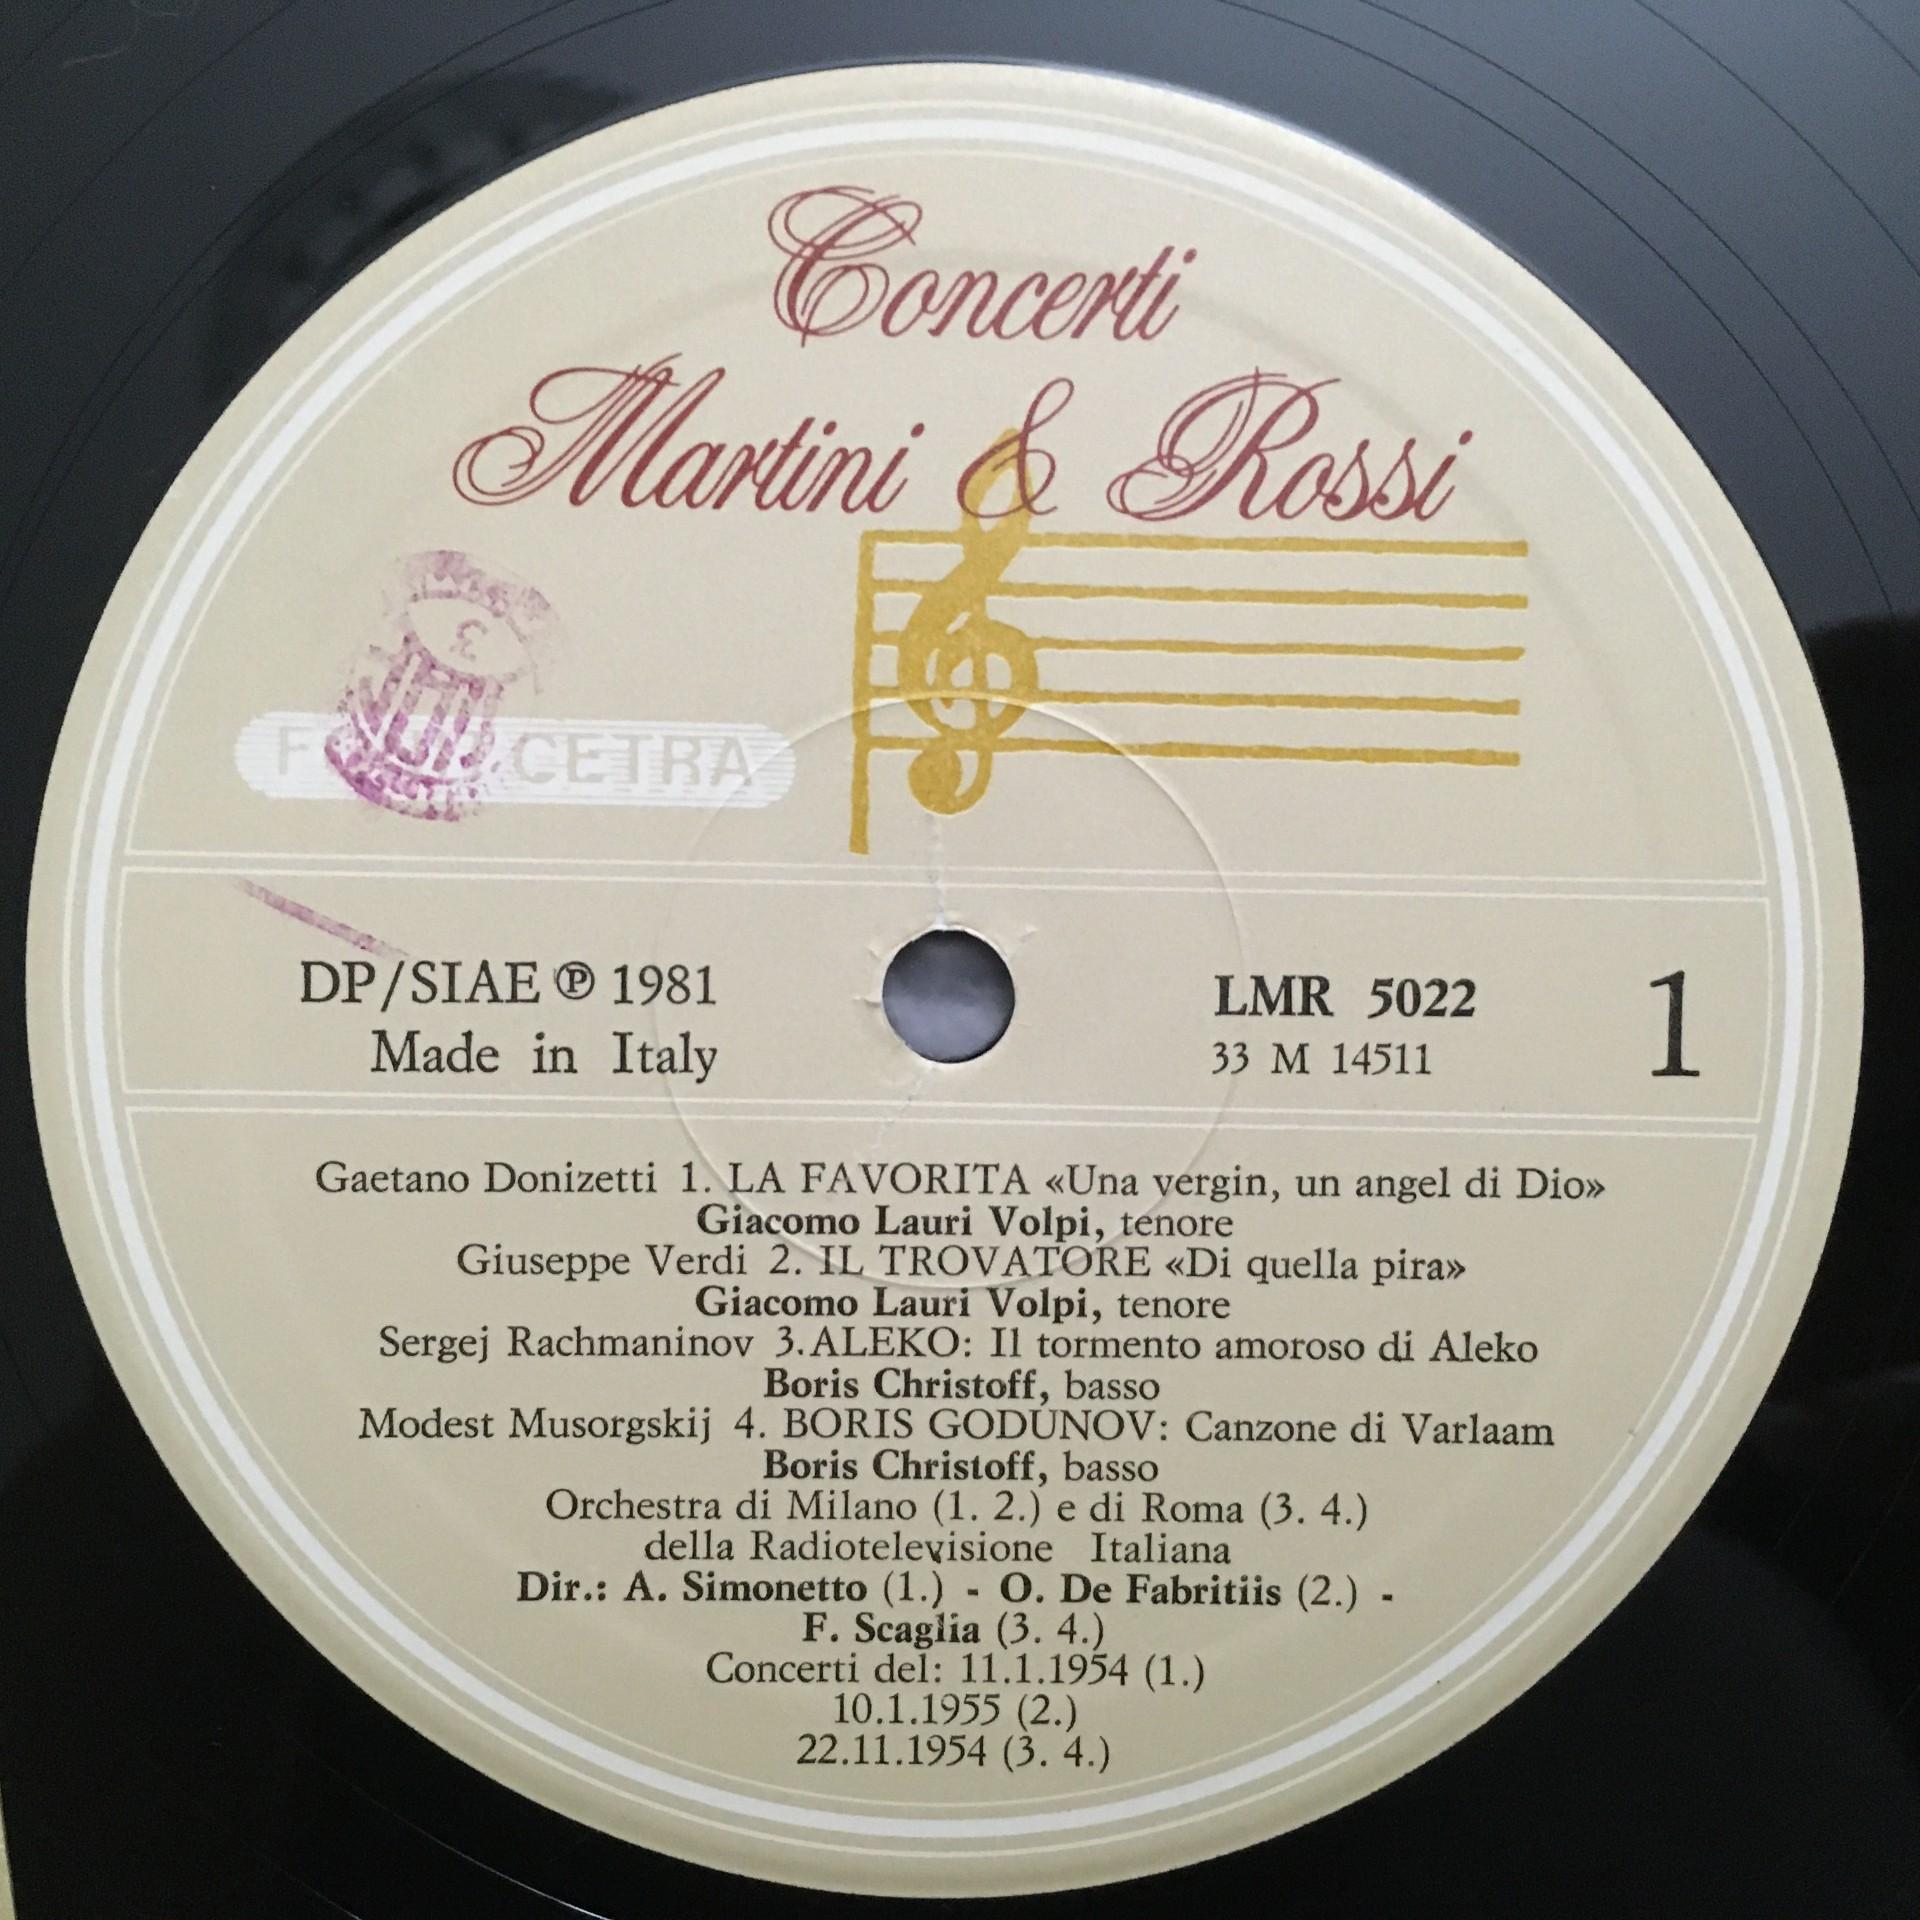 Concerti
Martini & Rossi
CETRA
DP/SIAE ℗ 1981
Made in Italy
LMR 5022
33 M 14511
1
Gaetano Donizetti 1. LA FAVORITA «Una vergin, un angel di Dio»
Giacomo Lauri Volpi, tenore
Giuseppe Verdi 2. IL TROVATORE «Di quella pira»
Giacomo Lauri Volpi, tenore
Sergej Rachmaninov 3.ALEKO: Il tormento amoroso di Aleko
Boris Christoff, basso
Modest Musorgskij 4. BORIS GODUNOV: Canzone di Varlaam
Boris Christoff, basso
Orchestra di Milano (1. 2.) e di Roma (3. 4.)
della Radiotelevisione Italiana
Dir.: A. Simonetto (1.) - O. De Fabritiis (2.) -
F. Scaglia (3. 4.)
Concerti del: 11.1.1954 (1.)
10.1.1955 (2.)
22.11.1954 (3. 4.)